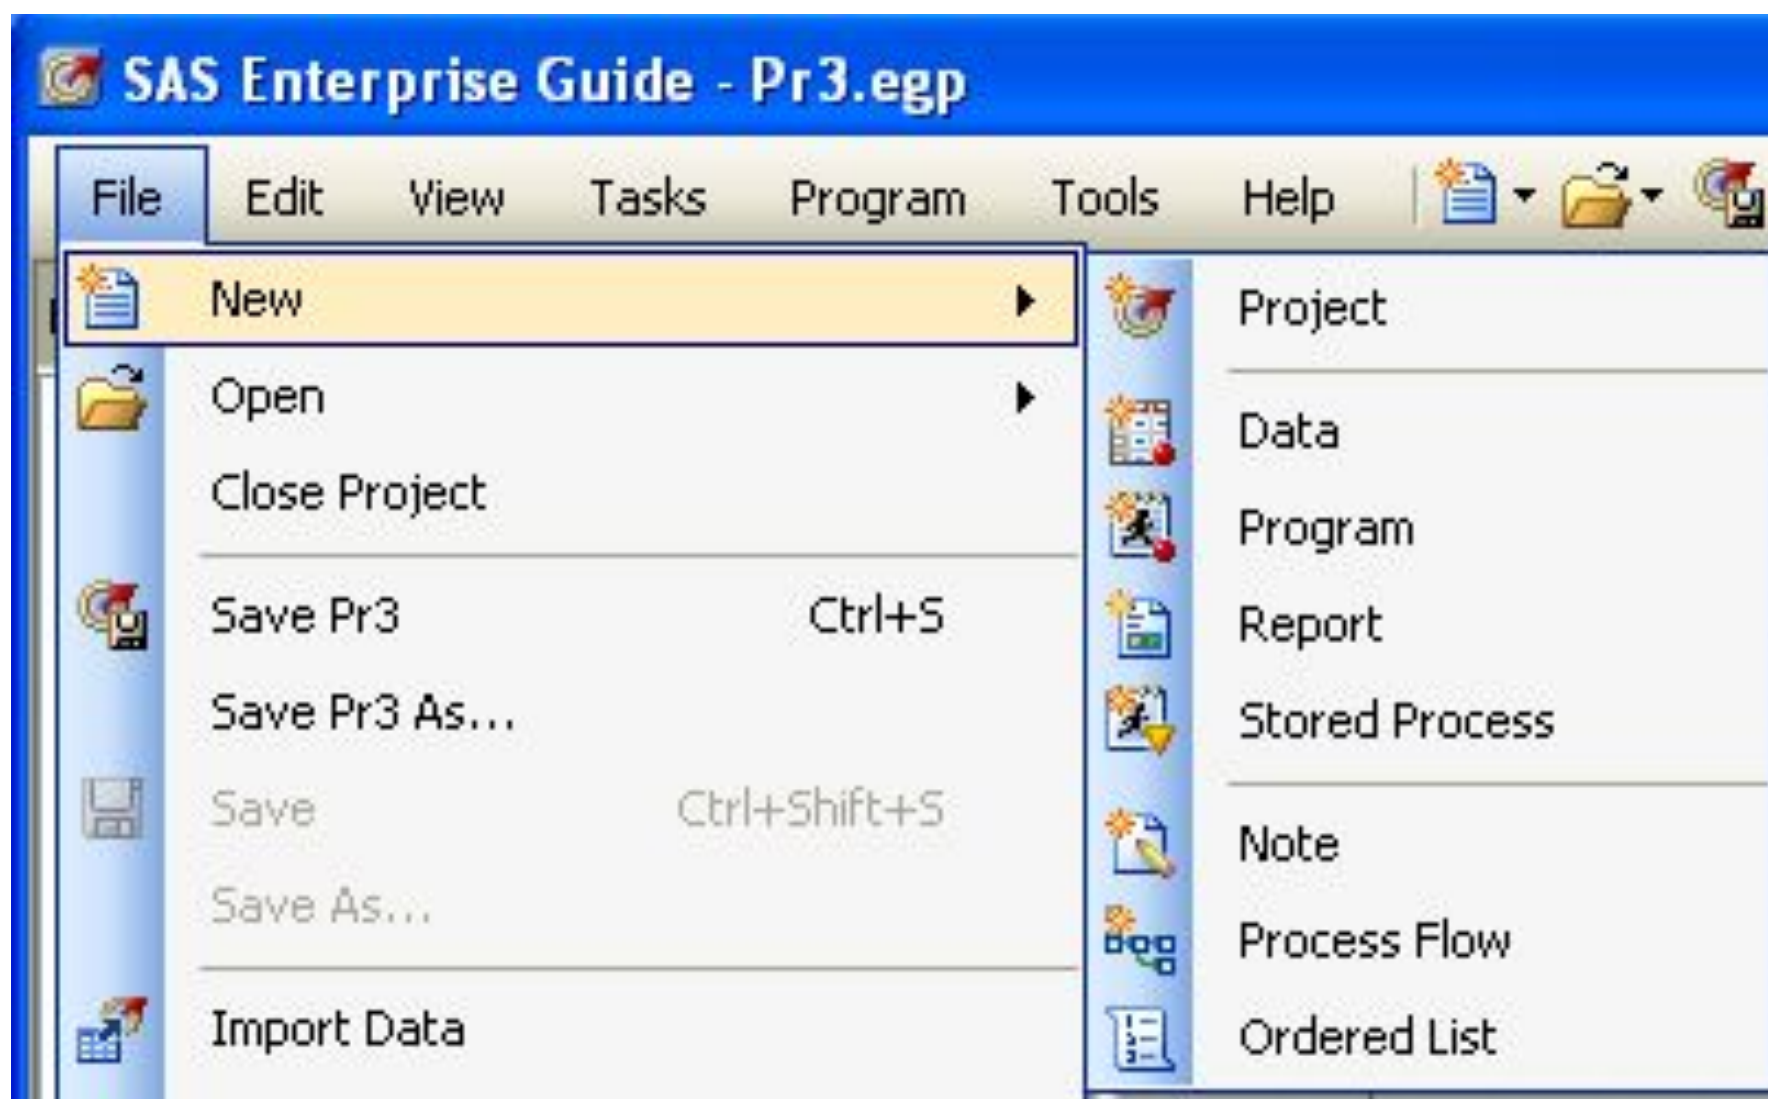 SAS Enterprise Guide - Pr3.egp
File Edit View Tasks Program Tools Help
New
Open
Close Project
Save Pr3 Ctrl+S
Save Pr3 As...
Save Ctrl+Shift+S
Save As...
Import Data
Project
Data
Program
Report
Stored Process
Note
Process Flow
Ordered List